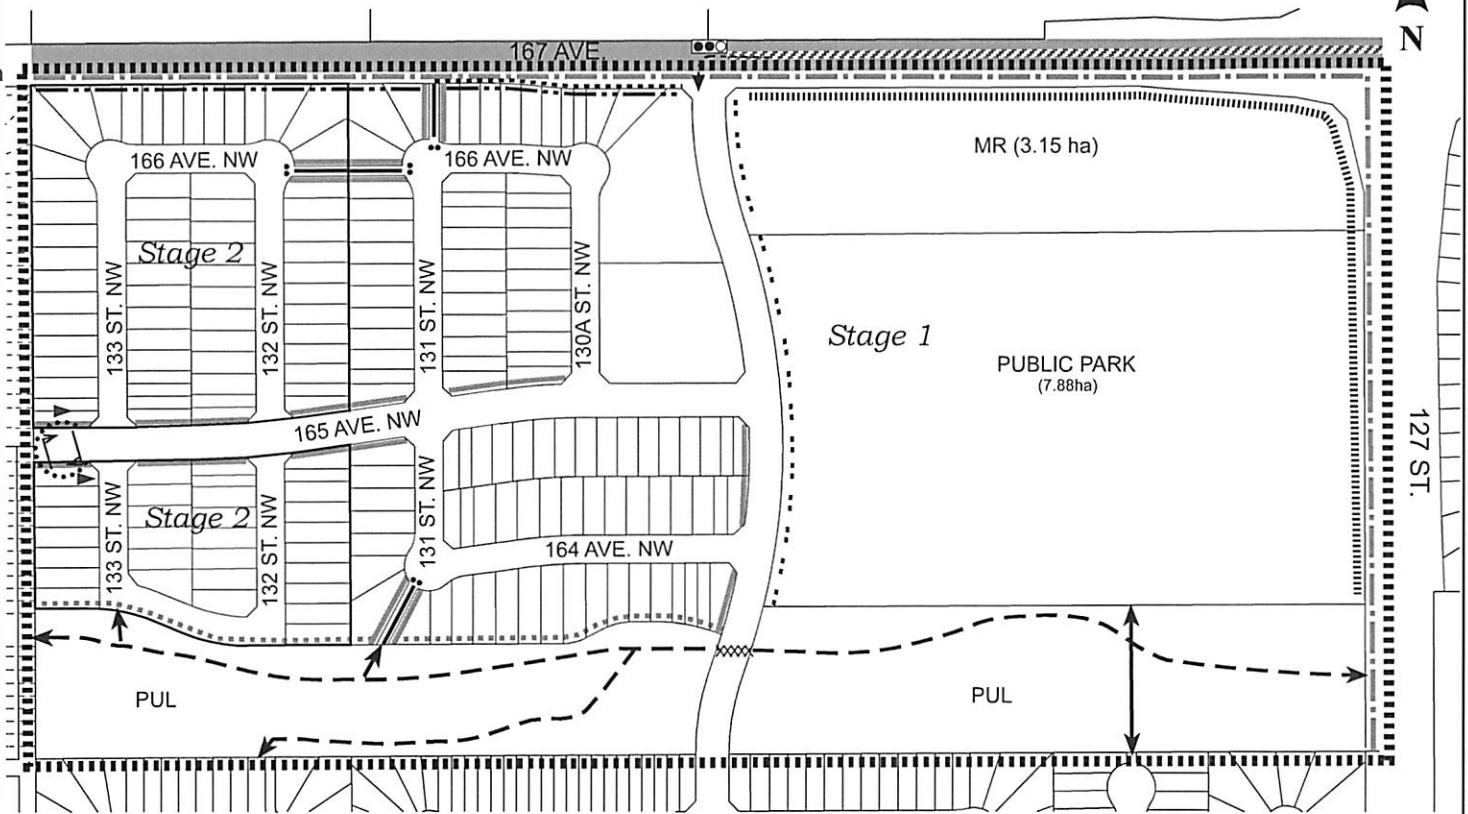 167 AVE.
N
MR (3.15 ha)
166 AVE. NW
166 AVE. NW
Stage 2
133 ST. NW
132 ST. NW
131 ST. NW
130A ST. NW
Stage 1
PUBLIC PARK
(7.88ha)
165 AVE. NW
127 ST.
Stage 2
133 ST. NW
132 ST. NW
131 ST. NW
164 AVE. NW
PUL
PUL